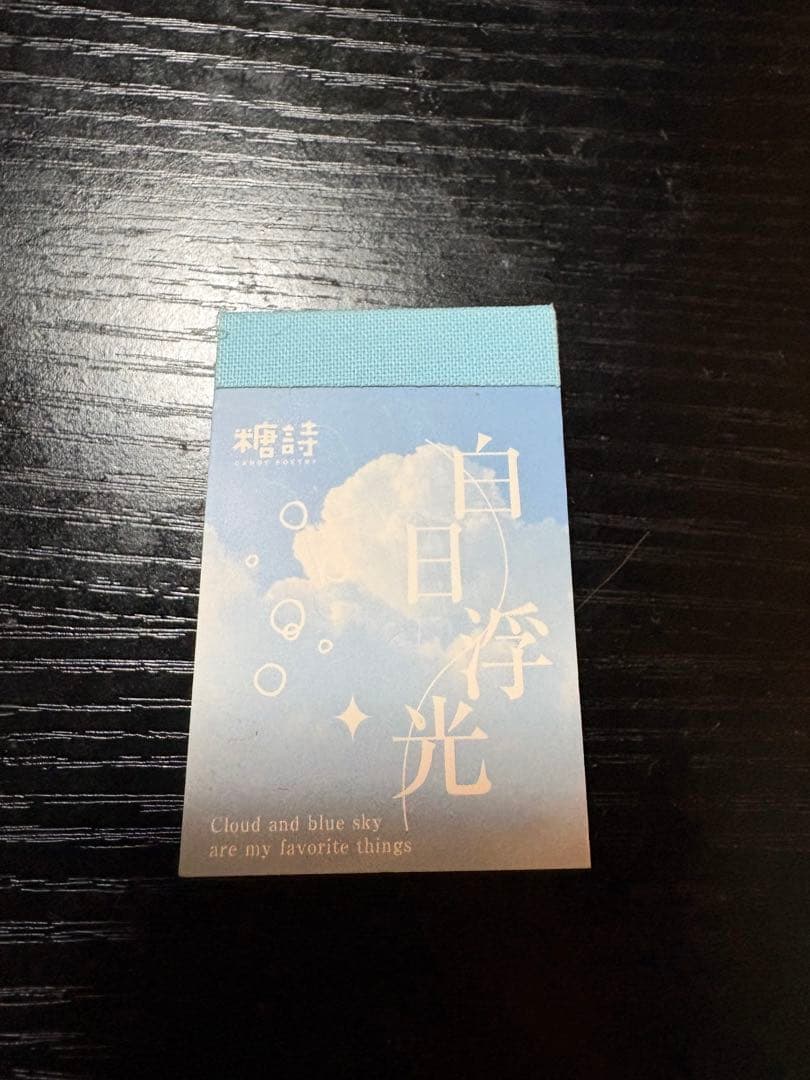 糖詩
CANDY POETRY
白日浮光
Cloud and blue sky
are my favorite things